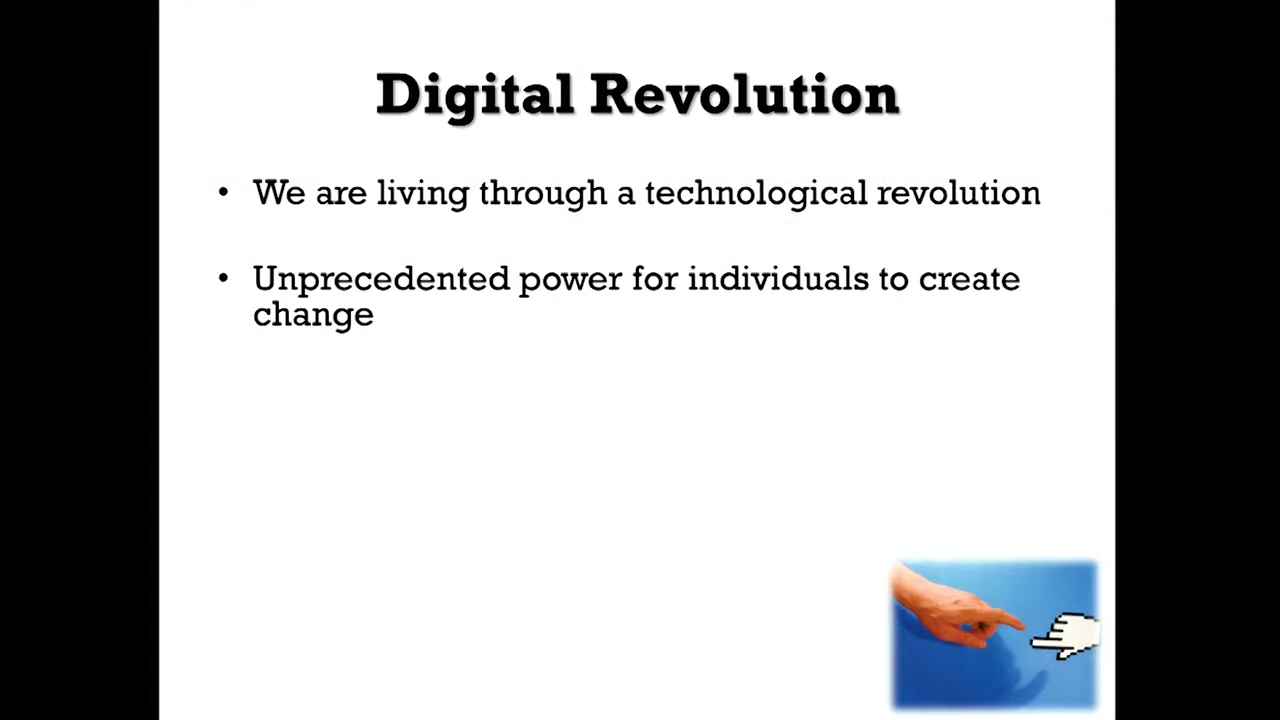 Digital Revolution
• We are living through a technological revolution
• Unprecedented power for individuals to create
change